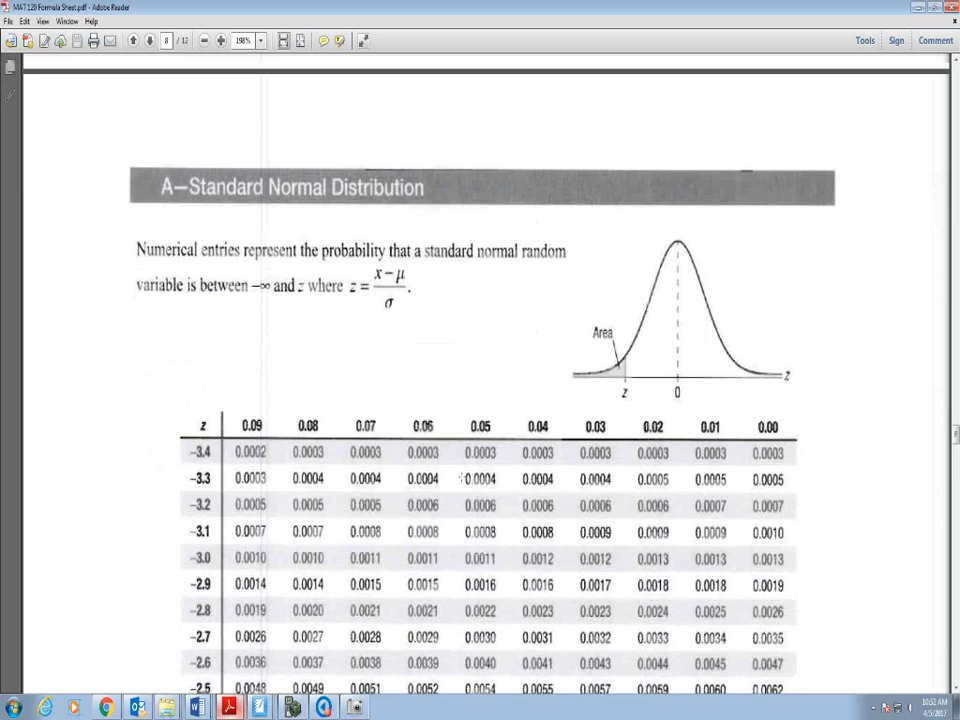 MAT 120 Formula Sheet.pdf - Adobe Reader
File Edit View Window Help
8 / 12 198% Tools Sign Comment
A—Standard Normal Distribution
Numerical entries represent the probability that a standard normal random
variable is between –∞ and z where z = x – μ / σ .
Area
z 0 z
z 0.09 0.08 0.07 0.06 0.05 0.04 0.03 0.02 0.01 0.00
–3.4 0.0002 0.0003 0.0003 0.0003 0.0003 0.0003 0.0003 0.0003 0.0003 0.0003
–3.3 0.0003 0.0004 0.0004 0.0004 0.0004 0.0004 0.0004 0.0005 0.0005 0.0005
–3.2 0.0005 0.0005 0.0005 0.0006 0.0006 0.0006 0.0006 0.0006 0.0007 0.0007
–3.1 0.0007 0.0007 0.0008 0.0008 0.0008 0.0008 0.0009 0.0009 0.0009 0.0010
–3.0 0.0010 0.0010 0.0011 0.0011 0.0011 0.0012 0.0012 0.0013 0.0013 0.0013
–2.9 0.0014 0.0014 0.0015 0.0015 0.0016 0.0016 0.0017 0.0018 0.0018 0.0019
–2.8 0.0019 0.0020 0.0021 0.0021 0.0022 0.0023 0.0023 0.0024 0.0025 0.0026
–2.7 0.0026 0.0027 0.0028 0.0029 0.0030 0.0031 0.0032 0.0033 0.0034 0.0035
–2.6 0.0036 0.0037 0.0038 0.0039 0.0040 0.0041 0.0043 0.0044 0.0045 0.0047
–2.5 0.0048 0.0049 0.0051 0.0052 0.0054 0.0055 0.0057 0.0059 0.0060 0.0062
10:52 AM
4/5/2017